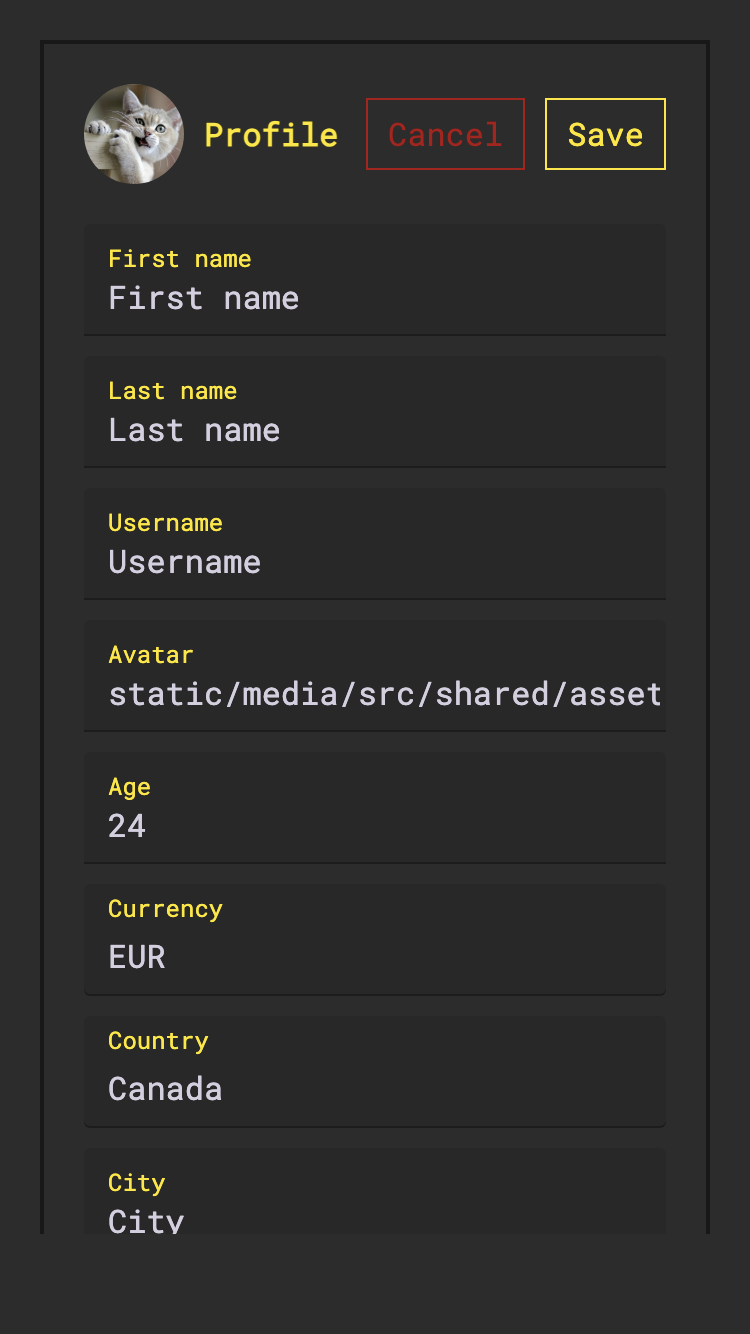 Profile Cancel Save
First name
First name
Last name
Last name
Username
Username
Avatar
static/media/src/shared/asset
Age
24
Currency
EUR
Country
Canada
City
City